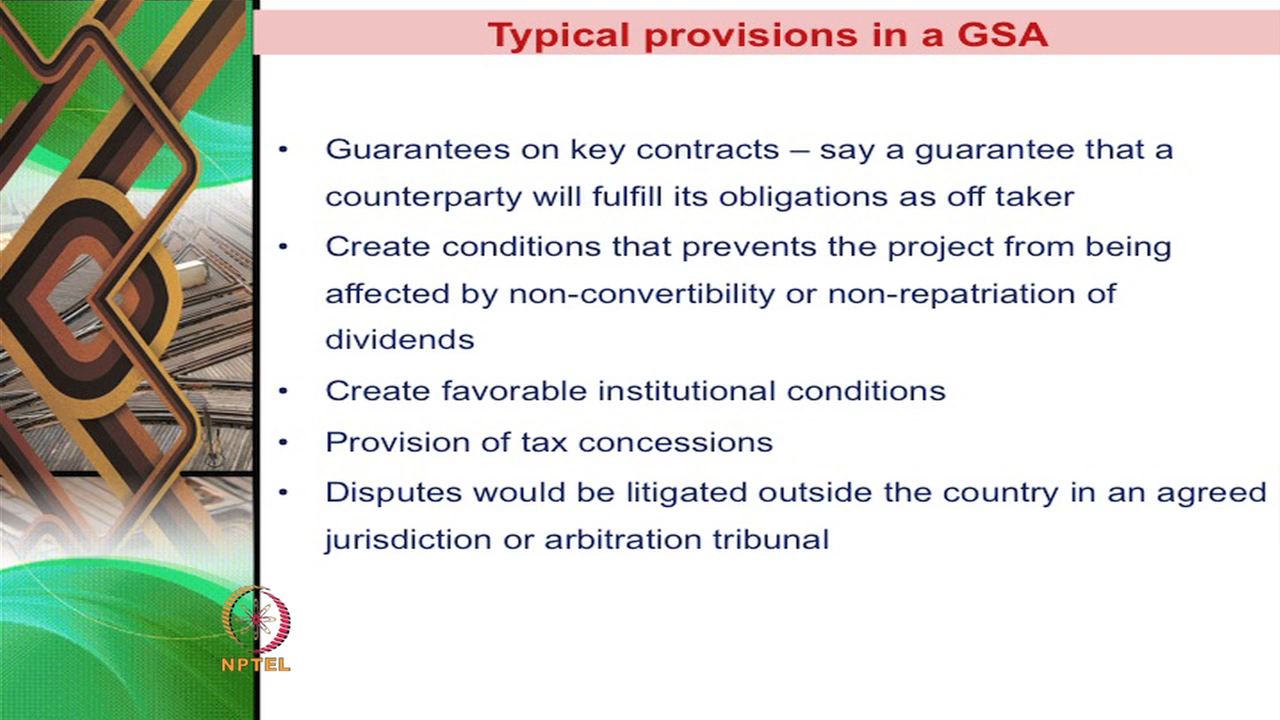 Typical provisions in a GSA
• Guarantees on key contracts – say a guarantee that a
counterparty will fulfill its obligations as off taker
• Create conditions that prevents the project from being
affected by non-convertibility or non-repatriation of
dividends
• Create favorable institutional conditions
• Provision of tax concessions
• Disputes would be litigated outside the country in an agreed
jurisdiction or arbitration tribunal
NPTEL